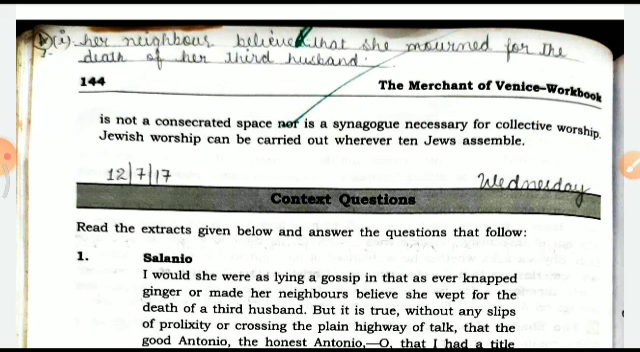 (i) her neighbours believed that she mourned for the
death of her third husband.
144 The Merchant of Venice–Workbook
is not a consecrated space nor is a synagogue necessary for collective worship.
Jewish worship can be carried out wherever ten Jews assemble.
12/7/17 Wednesday
Context Questions
Read the extracts given below and answer the questions that follow:
1. Salanio
I would she were as lying a gossip in that as ever knapped
ginger or made her neighbours believe she wept for the
death of a third husband. But it is true, without any slips
of prolixity or crossing the plain highway of talk, that the
good Antonio, the honest Antonio,—O, that I had a title